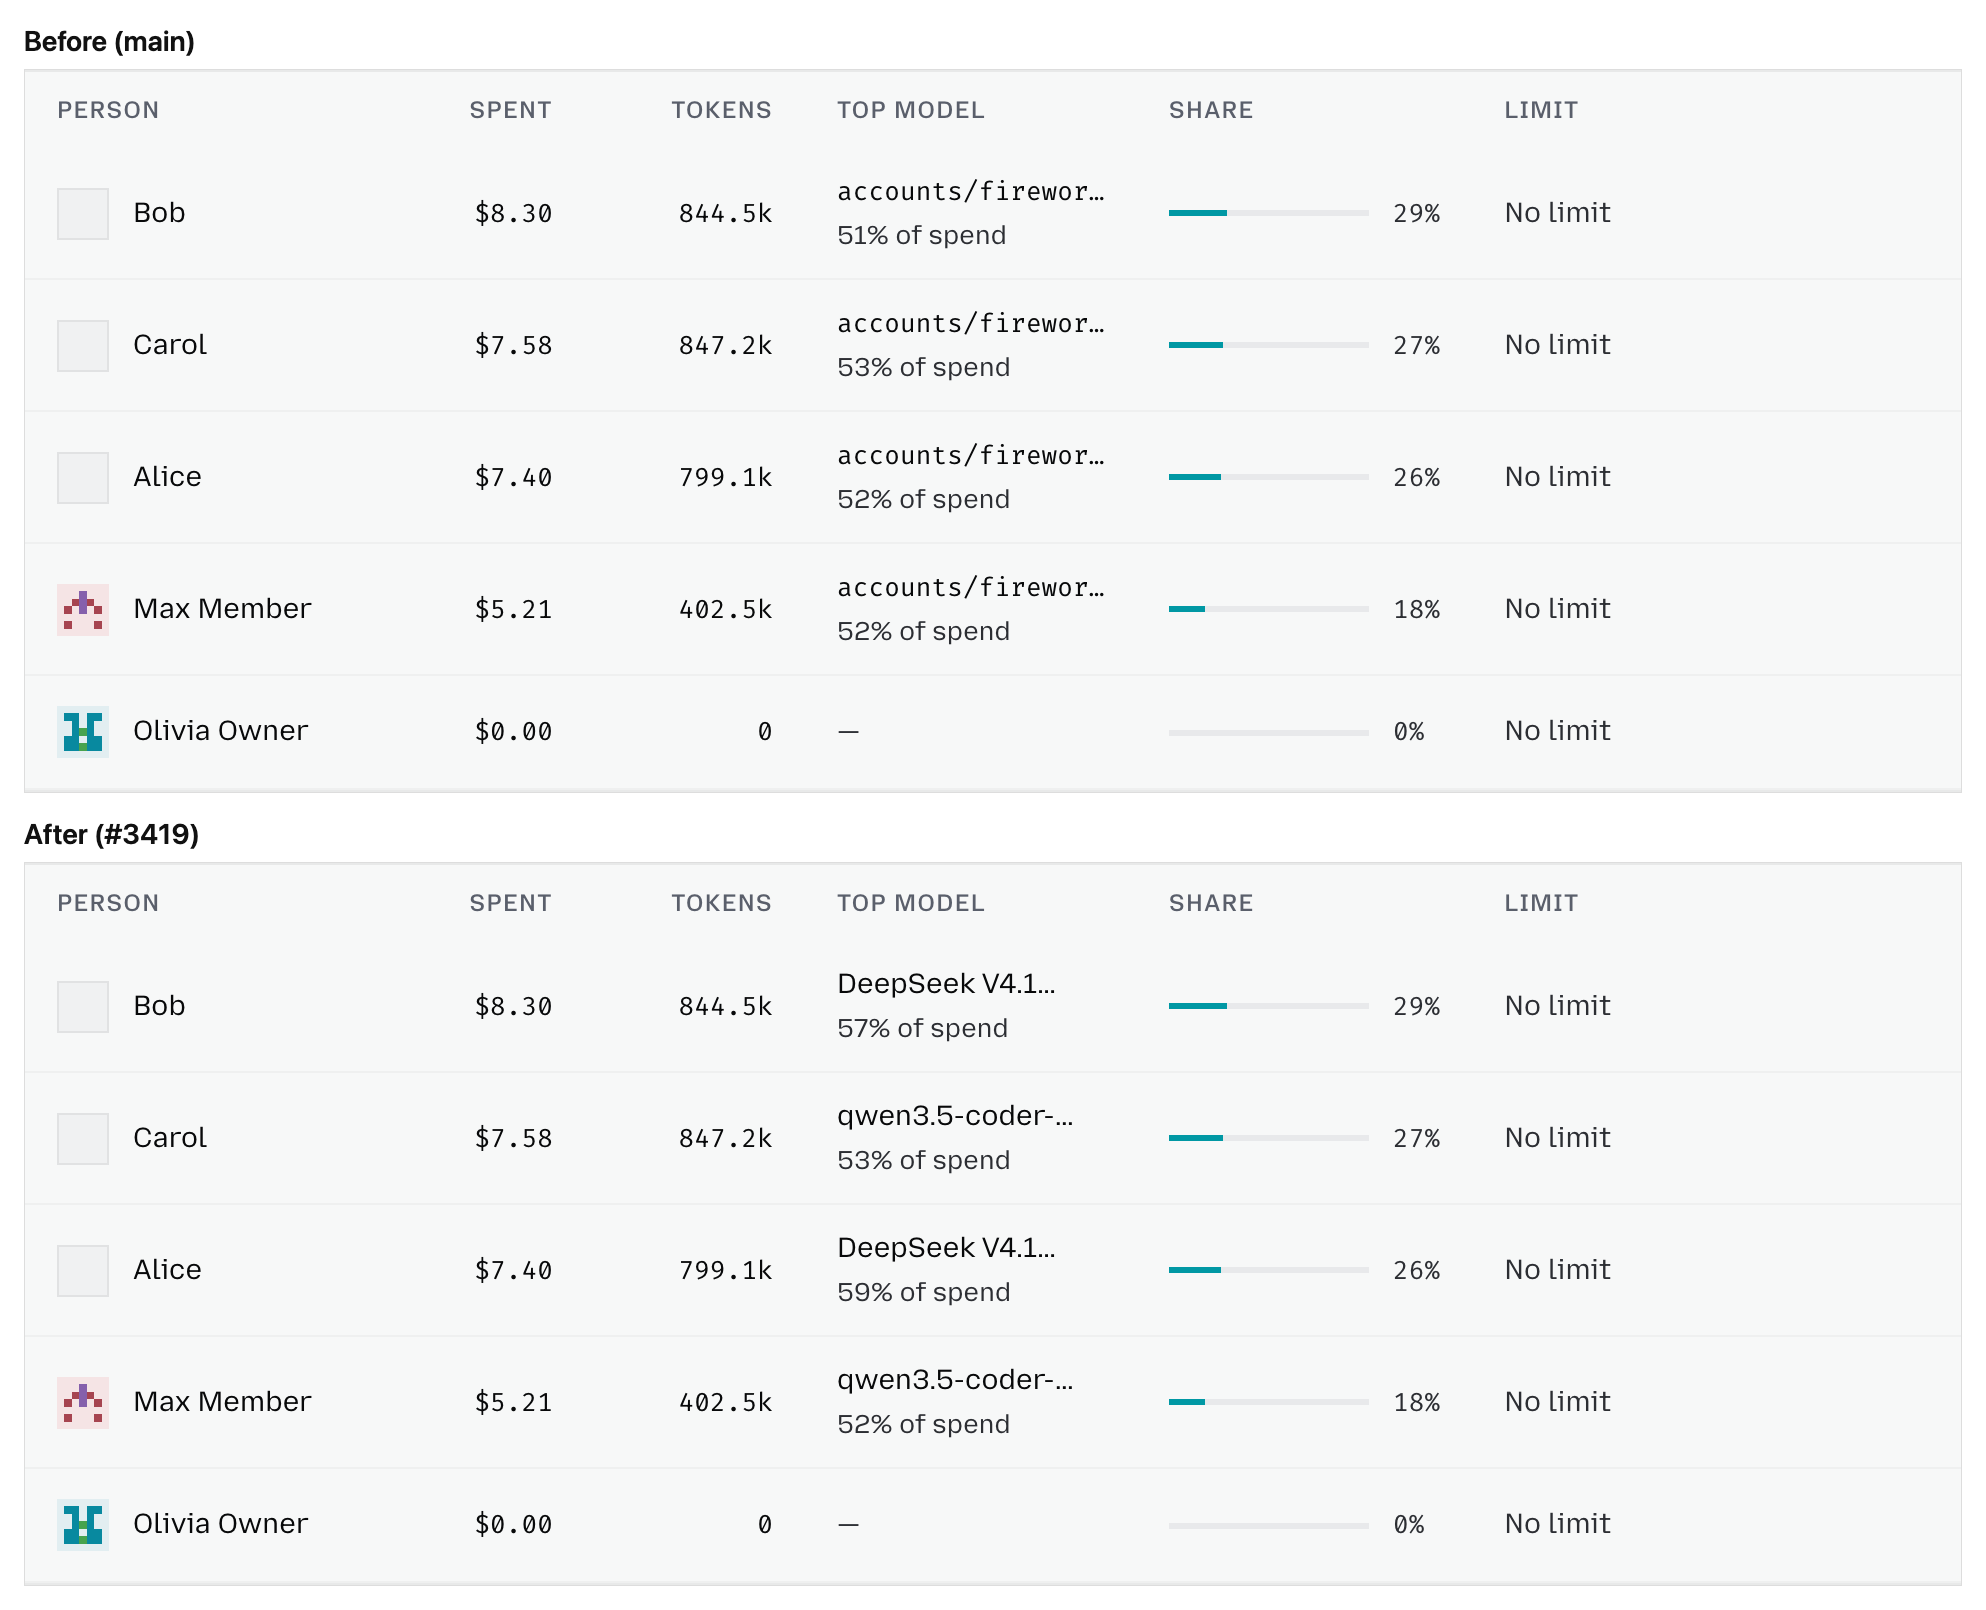 Before (main)
PERSON SPENT TOKENS TOP MODEL SHARE LIMIT
Bob $8.30 844.5k accounts/firewor… 51% of spend 29% No limit
Carol $7.58 847.2k accounts/firewor… 53% of spend 27% No limit
Alice $7.40 799.1k accounts/firewor… 52% of spend 26% No limit
Max Member $5.21 402.5k accounts/firewor… 52% of spend 18% No limit
Olivia Owner $0.00 0 — 0% No limit
After (#3419)
PERSON SPENT TOKENS TOP MODEL SHARE LIMIT
Bob $8.30 844.5k DeepSeek V4.1… 57% of spend 29% No limit
Carol $7.58 847.2k qwen3.5-coder-… 53% of spend 27% No limit
Alice $7.40 799.1k DeepSeek V4.1… 59% of spend 26% No limit
Max Member $5.21 402.5k qwen3.5-coder-… 52% of spend 18% No limit
Olivia Owner $0.00 0 — 0% No limit